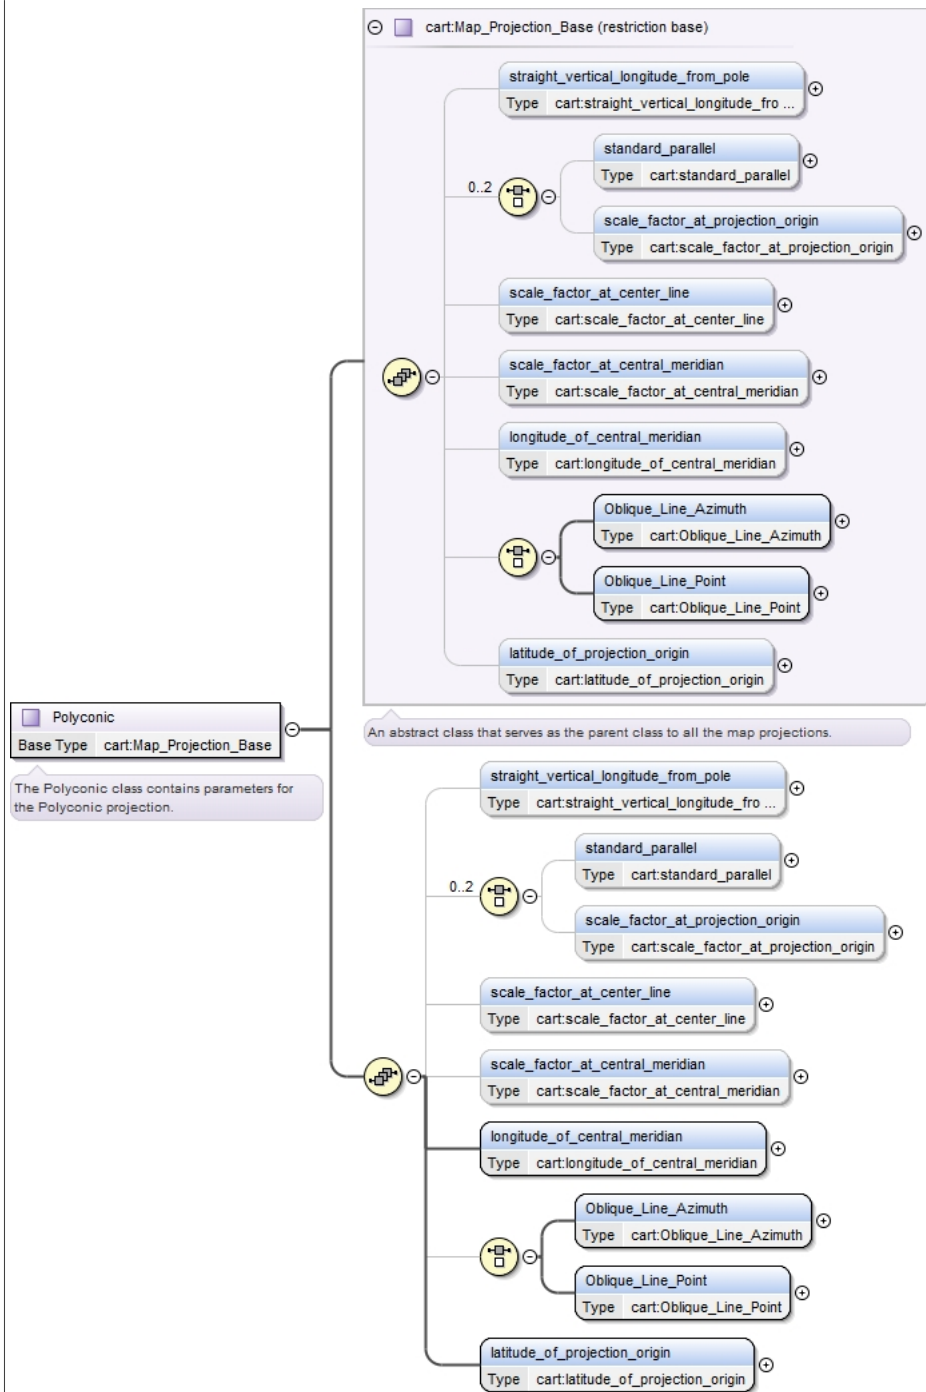 cart:Map_Projection_Base (restriction base)
straight_vertical_longitude_from_pole
Type cart:straight_vertical_longitude_fro ...
0..2
standard_parallel
Type cart:standard_parallel
scale_factor_at_projection_origin
Type cart:scale_factor_at_projection_origin
scale_factor_at_center_line
Type cart:scale_factor_at_center_line
scale_factor_at_central_meridian
Type cart:scale_factor_at_central_meridian
longitude_of_central_meridian
Type cart:longitude_of_central_meridian
Oblique_Line_Azimuth
Type cart:Oblique_Line_Azimuth
Oblique_Line_Point
Type cart:Oblique_Line_Point
latitude_of_projection_origin
Type cart:latitude_of_projection_origin
An abstract class that serves as the parent class to all the map projections.
Polyconic
Base Type cart:Map_Projection_Base
The Polyconic class contains parameters for
the Polyconic projection.
straight_vertical_longitude_from_pole
Type cart:straight_vertical_longitude_fro ...
0..2
standard_parallel
Type cart:standard_parallel
scale_factor_at_projection_origin
Type cart:scale_factor_at_projection_origin
scale_factor_at_center_line
Type cart:scale_factor_at_center_line
scale_factor_at_central_meridian
Type cart:scale_factor_at_central_meridian
longitude_of_central_meridian
Type cart:longitude_of_central_meridian
Oblique_Line_Azimuth
Type cart:Oblique_Line_Azimuth
Oblique_Line_Point
Type cart:Oblique_Line_Point
latitude_of_projection_origin
Type cart:latitude_of_projection_origin